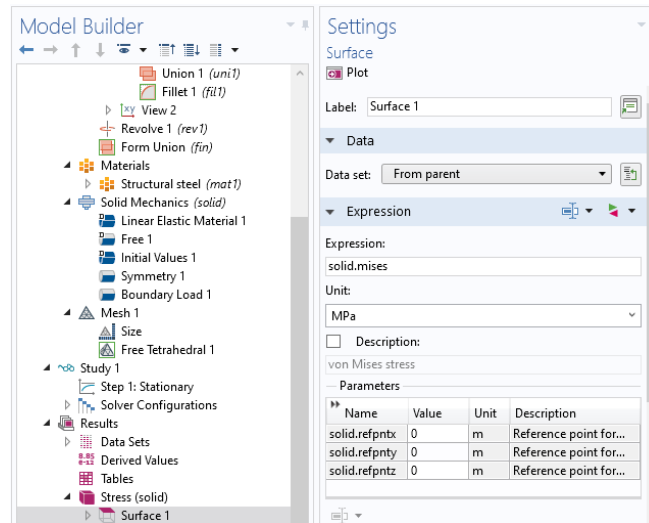 Model Builder
Union 1 (uni1)
Fillet 1 (fil1)
View 2
Revolve 1 (rev1)
Form Union (fin)
Materials
Structural steel (mat1)
Solid Mechanics (solid)
Linear Elastic Material 1
Free 1
Initial Values 1
Symmetry 1
Boundary Load 1
Mesh 1
Size
Free Tetrahedral 1
Study 1
Step 1: Stationary
Solver Configurations
Results
Data Sets
8.85
e-12
Derived Values
Tables
Stress (solid)
Surface 1
Settings
Surface
Plot
Label: Surface 1
Data
Data set: From parent
Expression
Expression:
solid.mises
Unit:
MPa
Description:
von Mises stress
Parameters
Name Value Unit Description
solid.refpntx 0 m Reference point for...
solid.refpnty 0 m Reference point for...
solid.refpntz 0 m Reference point for...